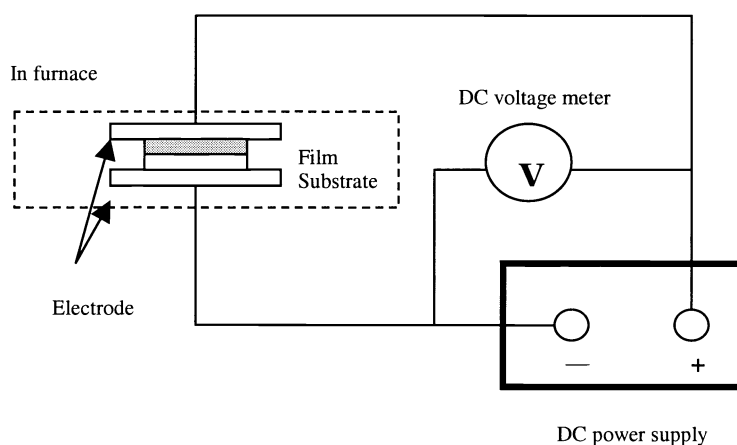 In furnace
DC voltage meter
Film
Substrate
V
Electrode
— +
DC power supply